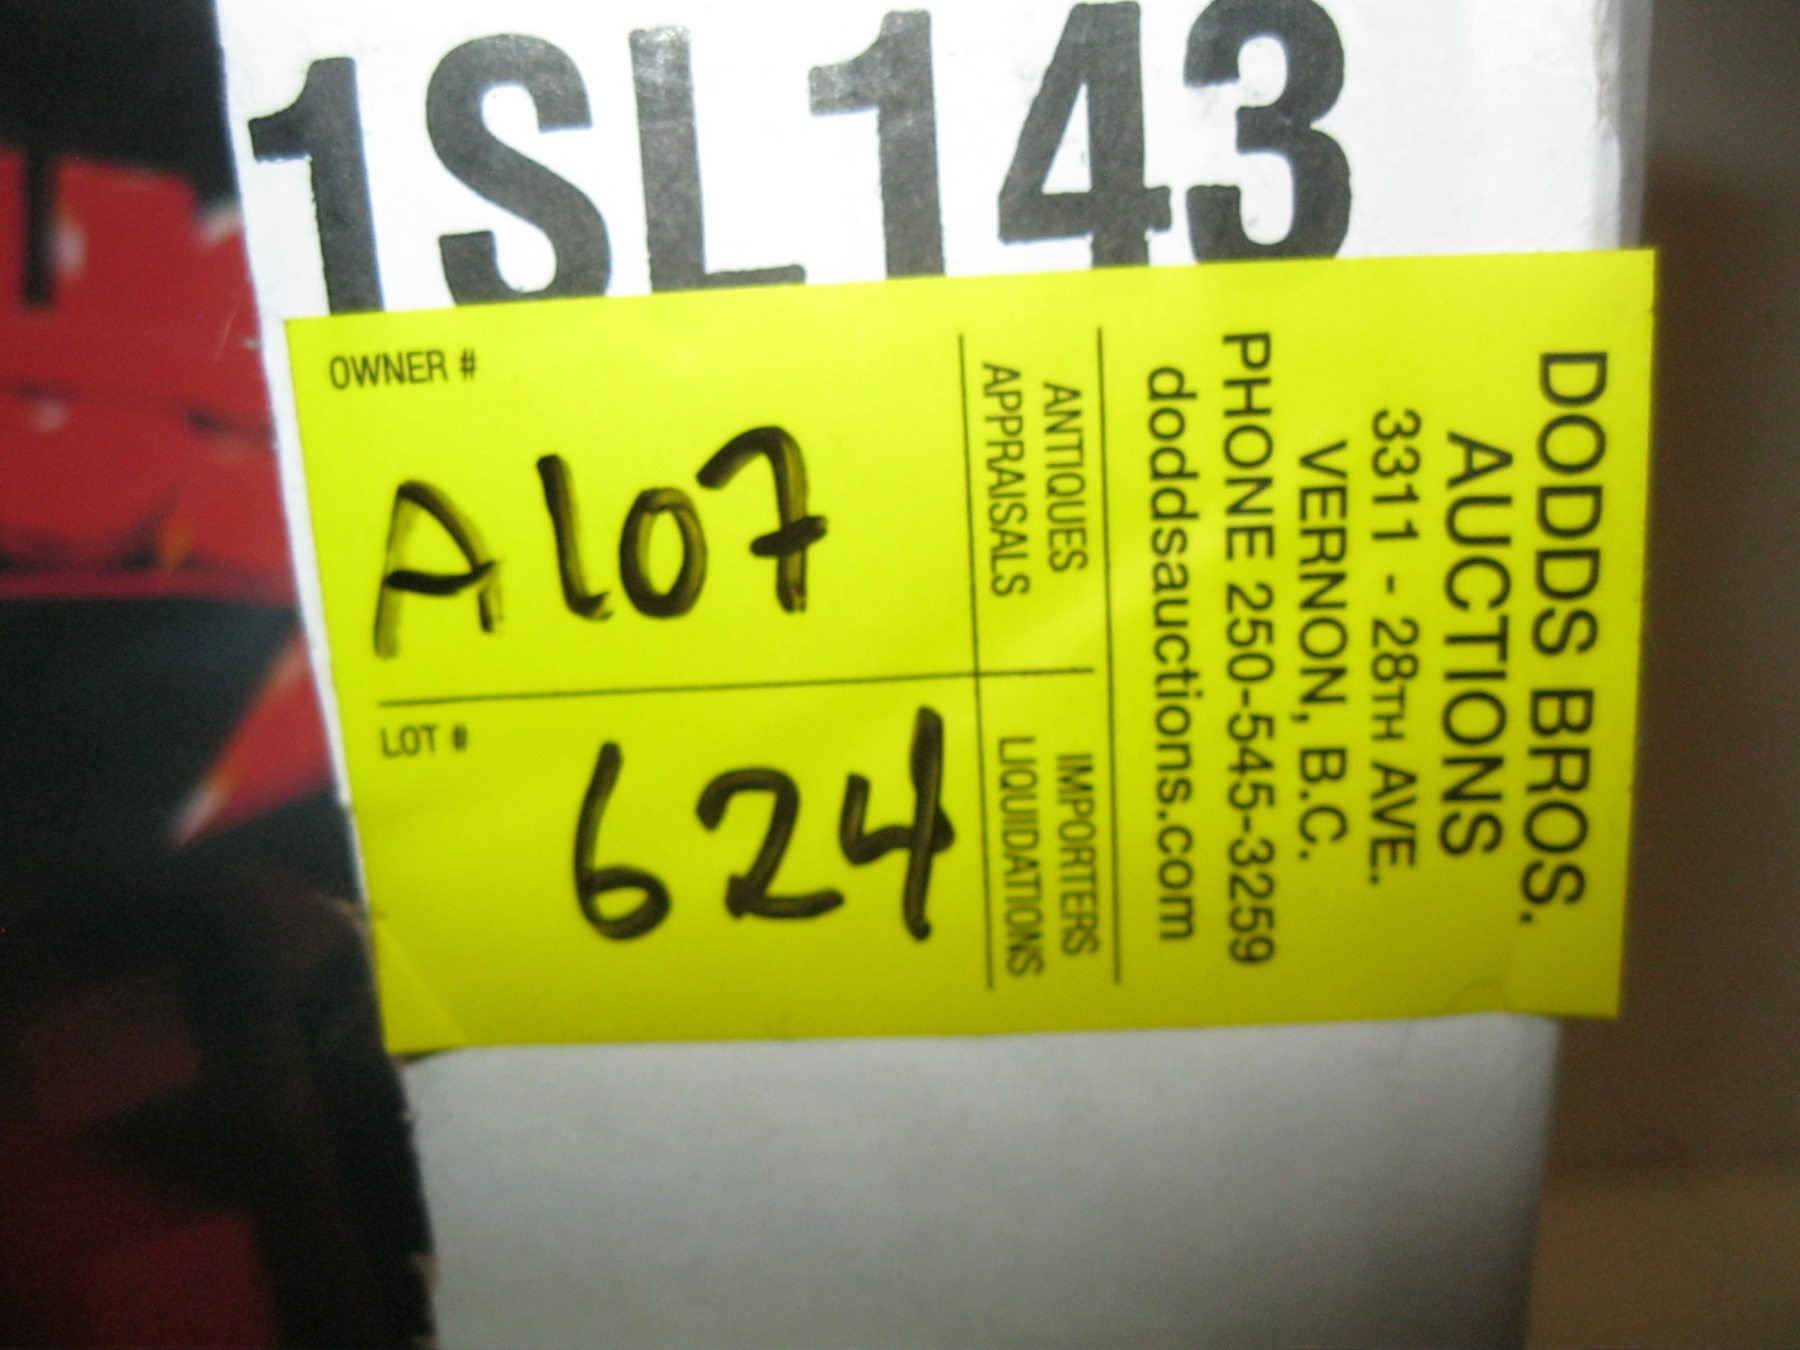 1SL143
OWNER #
A107
LOT #
624
ANTIQUES
APPRAISALS
IMPORTERS
LIQUIDATIONS
DODDS BROS.
AUCTIONS
3311 - 28TH AVE.
VERNON, B.C.
PHONE 250-545-3259
doddsauctions.com